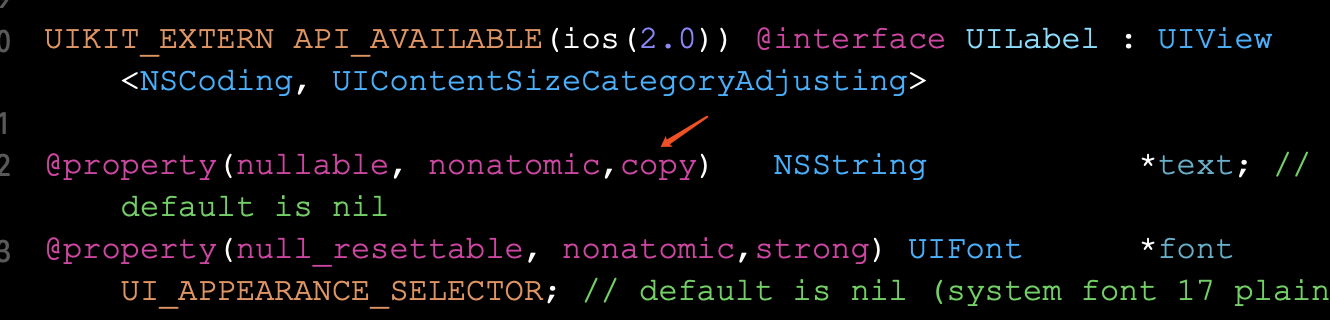 0 UIKIT_EXTERN API_AVAILABLE(ios(2.0)) @interface UILabel : UIView
<NSCoding, UIContentSizeCategoryAdjusting>
1
2 @property(nullable, nonatomic,copy) NSString *text; //
default is nil
3 @property(null_resettable, nonatomic,strong) UIFont *font
UI_APPEARANCE_SELECTOR; // default is nil (system font 17 plain